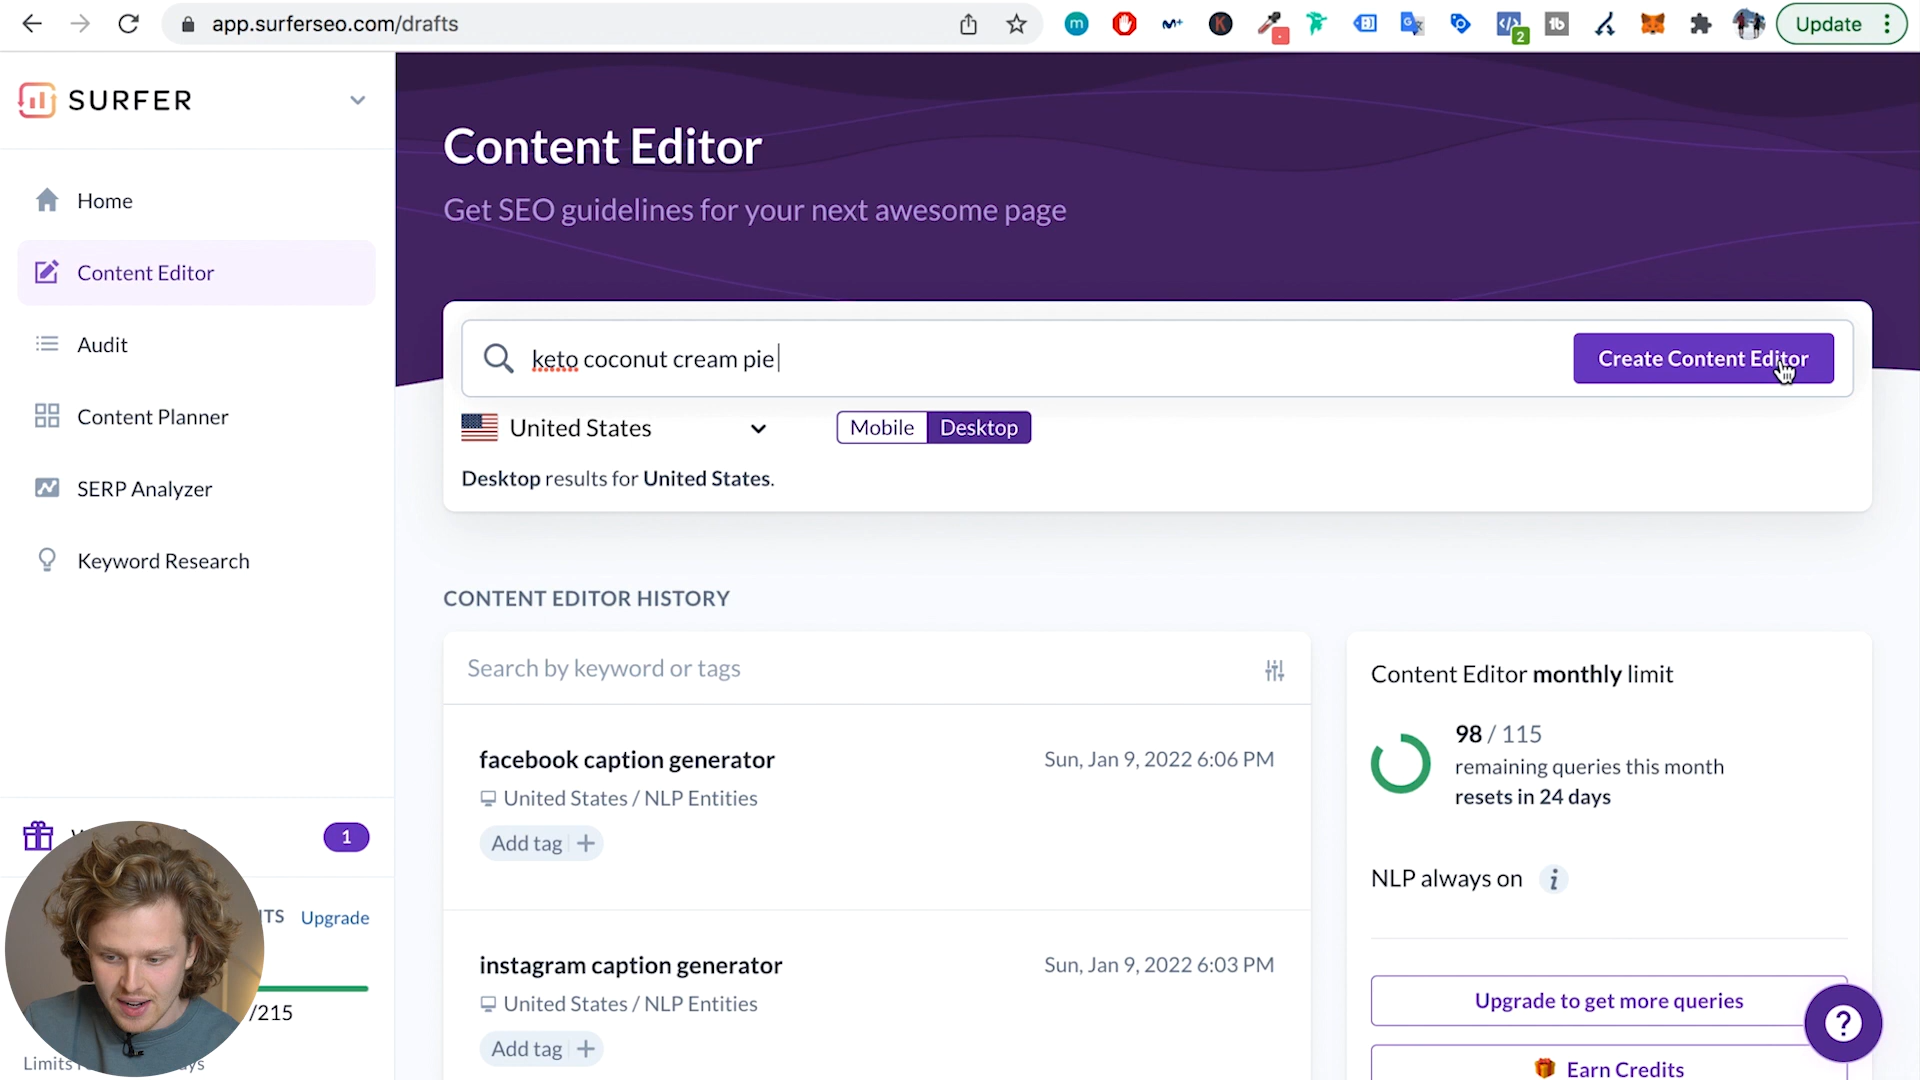 app.surferseo.com/drafts
Update
SURFER
Home
Content Editor
Audit
Content Planner
SERP Analyzer
Keyword Research
1
Upgrade
/215
Limits
Content Editor
Get SEO guidelines for your next awesome page
keto coconut cream pie
Create Content Editor
United States
Mobile
Desktop
Desktop results for United States.
CONTENT EDITOR HISTORY
Search by keyword or tags
facebook caption generator
Sun, Jan 9, 2022 6:06 PM
United States / NLP Entities
Add tag +
instagram caption generator
Sun, Jan 9, 2022 6:03 PM
United States / NLP Entities
Add tag +
Content Editor monthly limit
98 / 115
remaining queries this month
resets in 24 days
NLP always on i
Upgrade to get more queries
?
Earn Credits